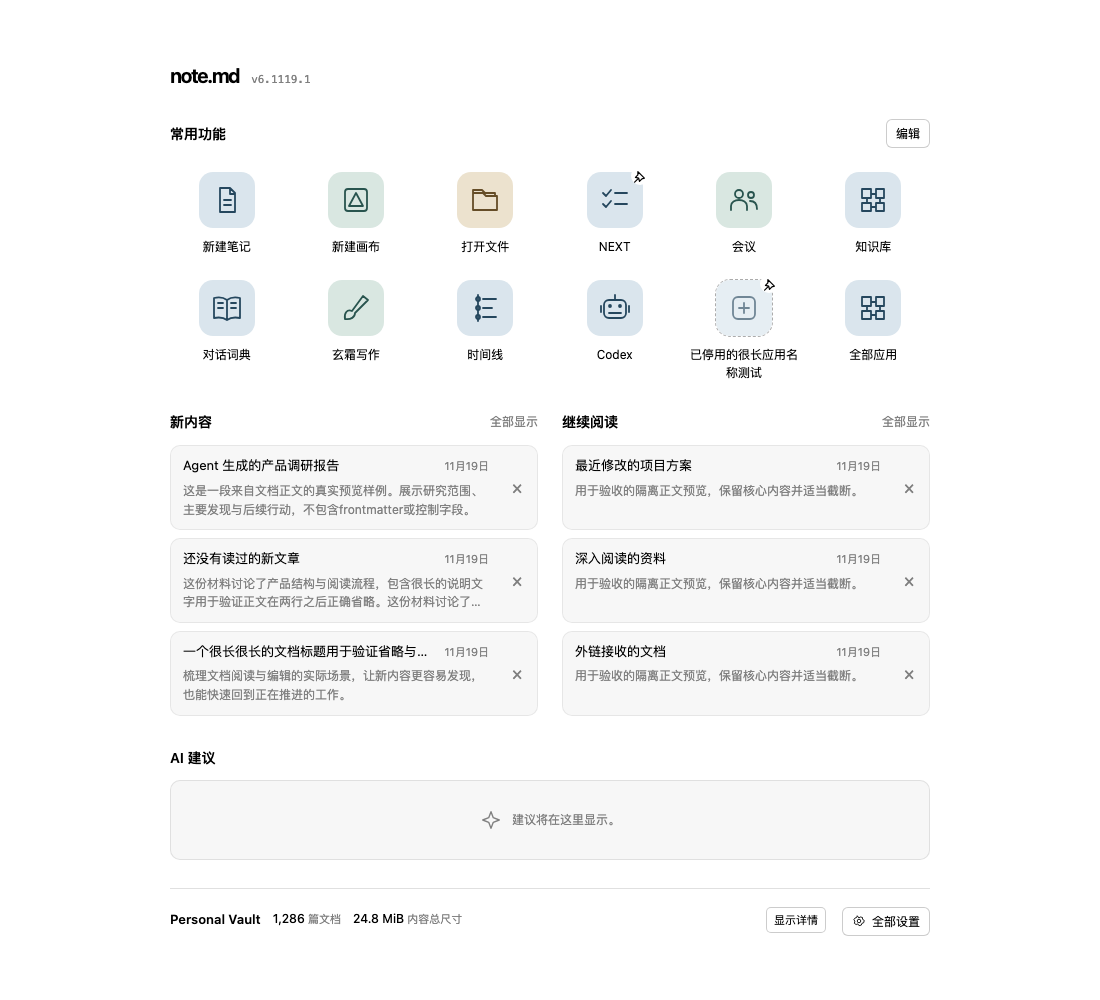 note.md v6.1119.1
常用功能
编辑
新建笔记
新建画布
打开文件
NEXT
会议
知识库
对话词典
玄霜写作
时间线
Codex
已停用的很长应用名
称测试
全部应用
新内容
全部显示
Agent 生成的产品调研报告 11月19日
这是一段来自文档正文的真实预览样例。展示研究范围、
主要发现与后续行动，不包含frontmatter或控制字段。
还没有读过的新文章 11月19日
这份材料讨论了产品结构与阅读流程，包含很长的说明文
字用于验证正文在两行之后正确省略。这份材料讨论了...
一个很长很长的文档标题用于验证省略与... 11月19日
梳理文档阅读与编辑的实际场景，让新内容更容易发现，
也能快速回到正在推进的工作。
继续阅读
全部显示
最近修改的项目方案 11月19日
用于验收的隔离正文预览，保留核心内容并适当截断。
深入阅读的资料 11月19日
用于验收的隔离正文预览，保留核心内容并适当截断。
外链接收的文档 11月19日
用于验收的隔离正文预览，保留核心内容并适当截断。
AI 建议
建议将在这里显示。
Personal Vault 1,286 篇文档 24.8 MiB 内容总尺寸
显示详情
全部设置